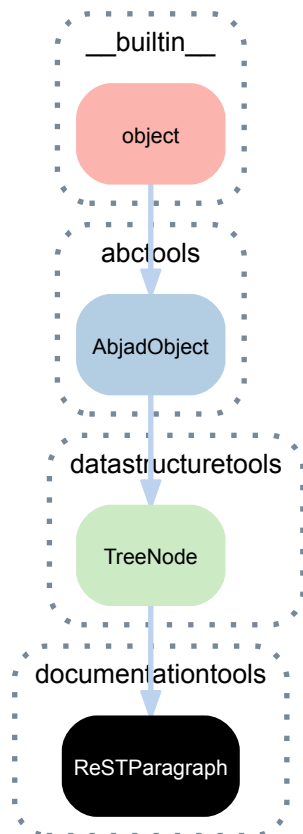 __builtin__
object
abctools
AbjadObject
datastructuretools
TreeNode
documentationtools
ReSTParagraph